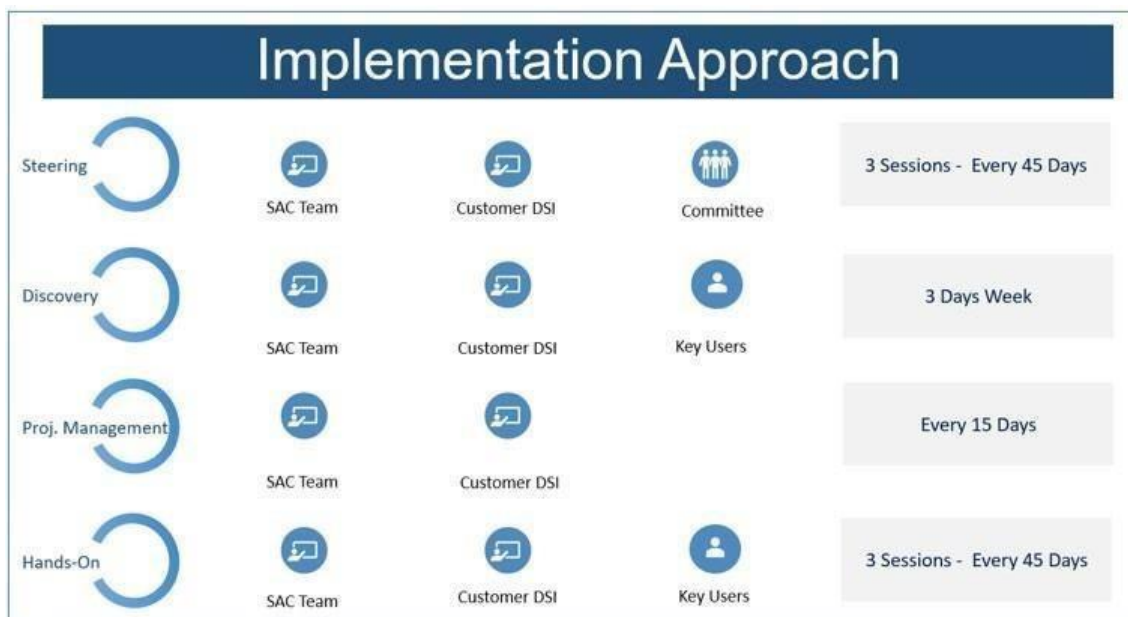 Implementation Approach
Steering
SAC Team
Customer DSI
Committee
3 Sessions - Every 45 Days
Discovery
SAC Team
Customer DSI
Key Users
3 Days Week
Proj. Management
SAC Team
Customer DSI
Every 15 Days
Hands-On
SAC Team
Customer DSI
Key Users
3 Sessions - Every 45 Days